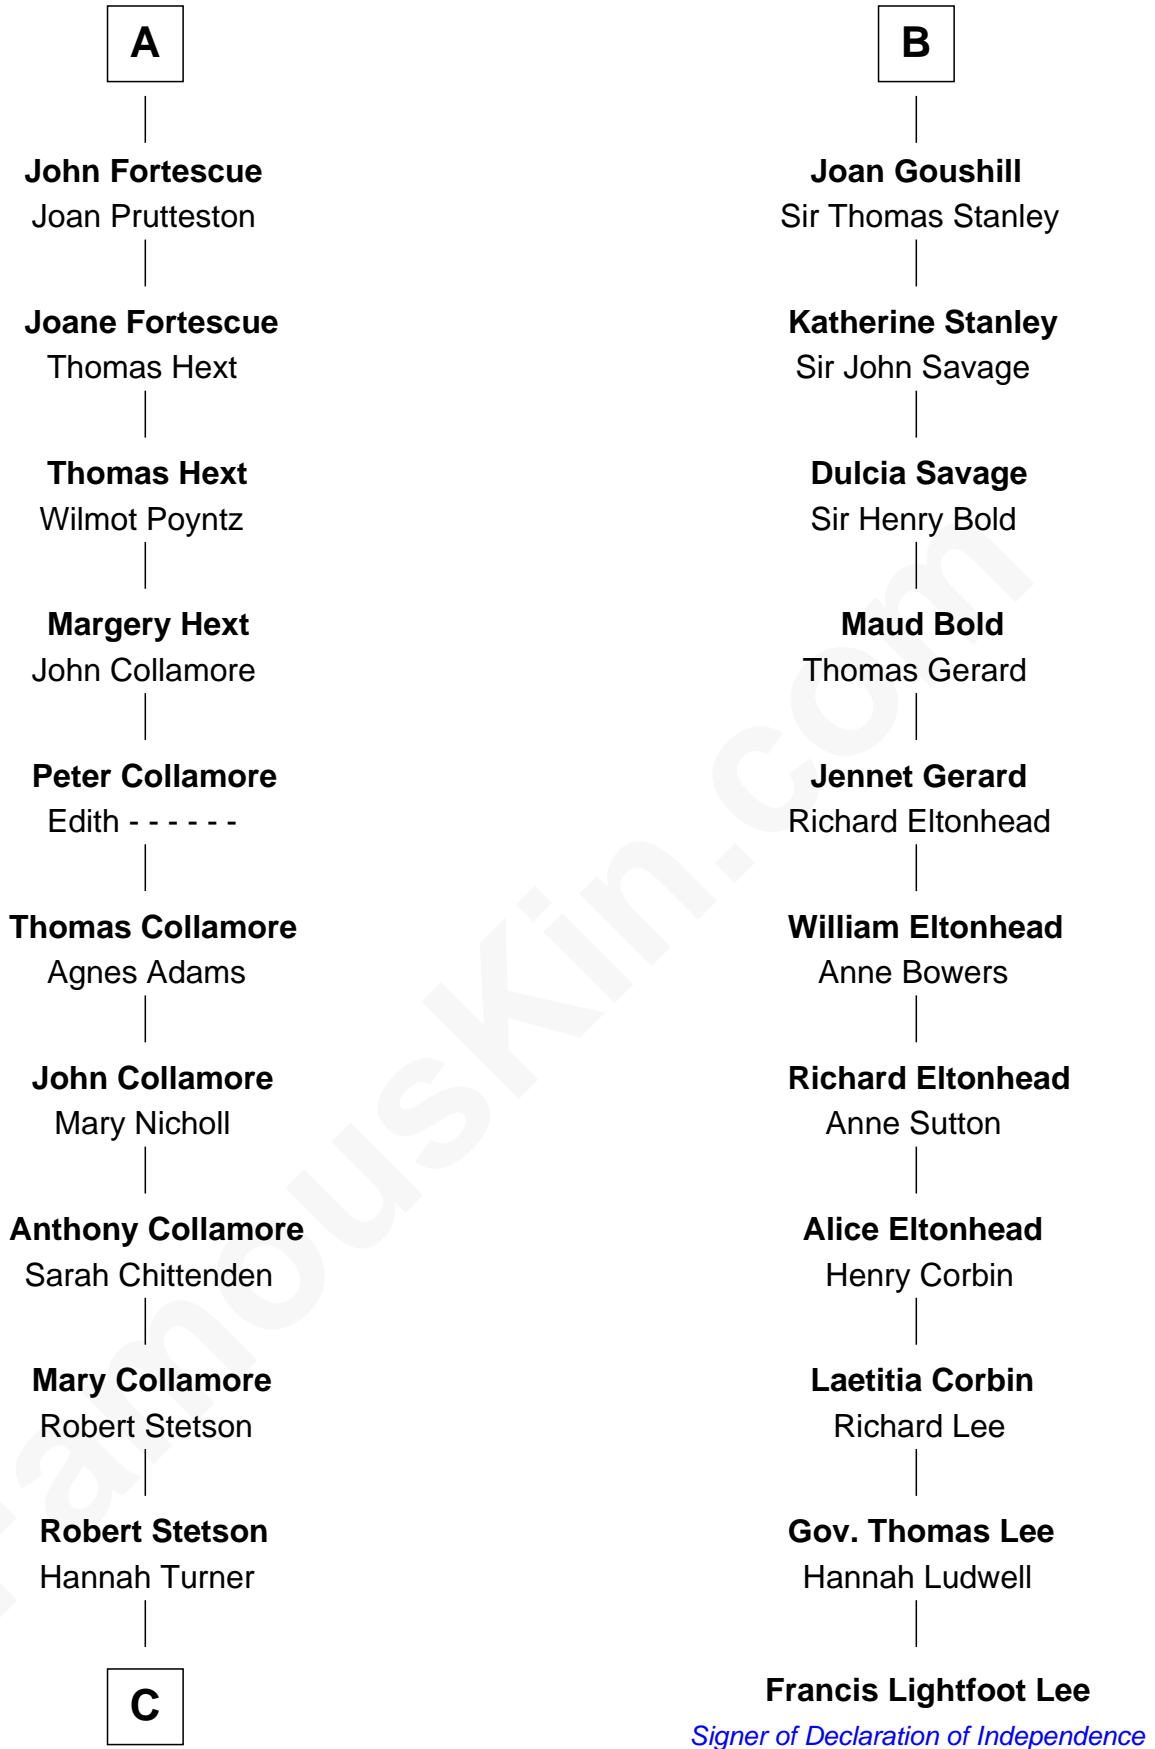 A
John Fortescue
Joan Prutteston
Joane Fortescue
Thomas Hext
Thomas Hext
Wilmot Poyntz
Margery Hext
John Collamore
Peter Collamore
Edith - - - - - -
Thomas Collamore
Agnes Adams
John Collamore
Mary Nicholl
Anthony Collamore
Sarah Chittenden
Mary Collamore
Robert Stetson
Robert Stetson
Hannah Turner
C
B
Joan Goushill
Sir Thomas Stanley
Katherine Stanley
Sir John Savage
Dulcia Savage
Sir Henry Bold
Maud Bold
Thomas Gerard
Jennet Gerard
Richard Eltonhead
William Eltonhead
Anne Bowers
Richard Eltonhead
Anne Sutton
Alice Eltonhead
Henry Corbin
Laetitia Corbin
Richard Lee
Gov. Thomas Lee
Hannah Ludwell
Francis Lightfoot Lee
Signer of Declaration of Independence
FamousKin.com